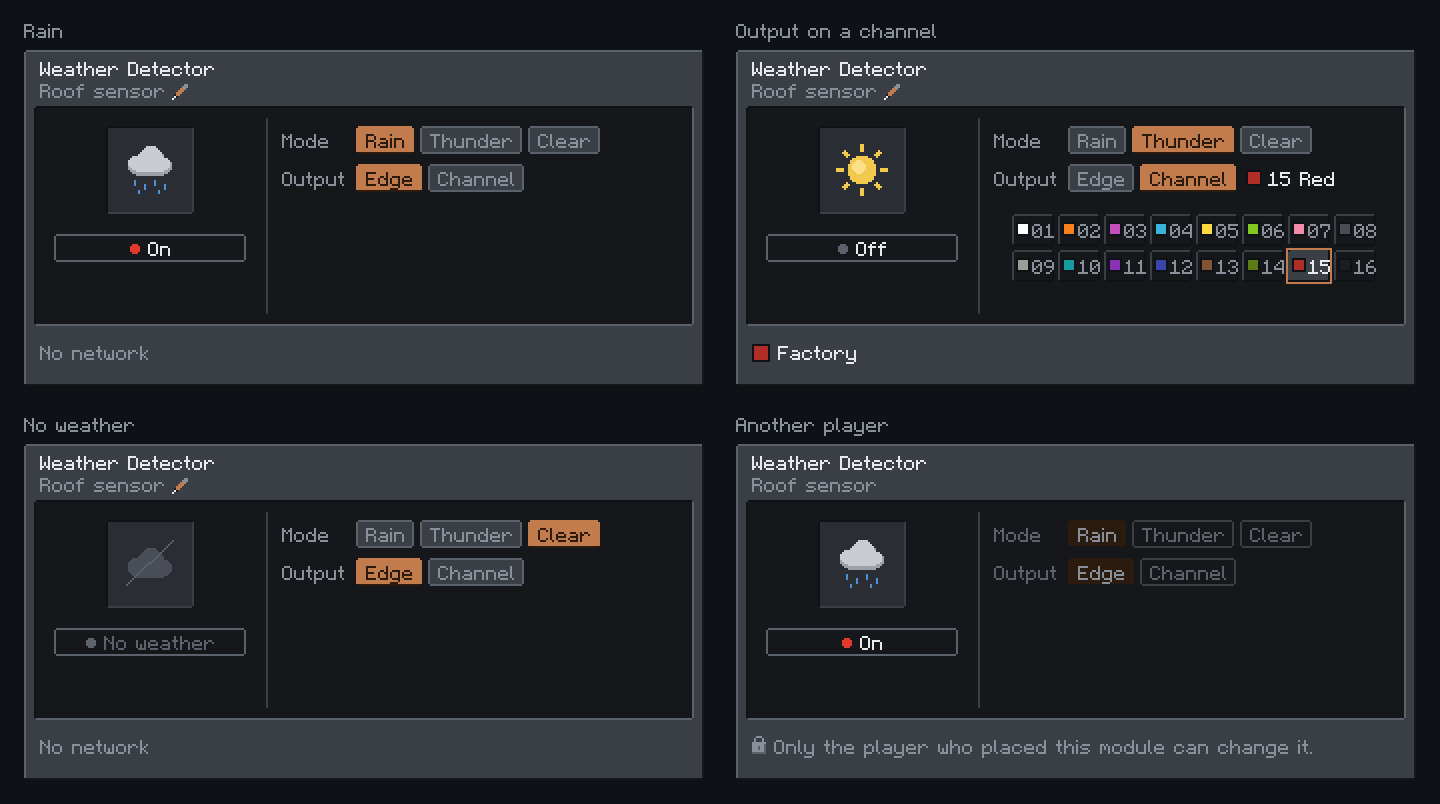 Rain
Weather Detector
Roof sensor
Mode Rain Thunder Clear
Output Edge Channel
On
No network
Output on a channel
Weather Detector
Roof sensor
Mode Rain Thunder Clear
Output Edge Channel 15 Red
01 02 03 04 05 06 07 08
Off
09 10 11 12 13 14 15 16
Factory
No weather
Weather Detector
Roof sensor
Mode Rain Thunder Clear
Output Edge Channel
No weather
No network
Another player
Weather Detector
Roof sensor
Mode Rain Thunder Clear
Output Edge Channel
On
Only the player who placed this module can change it.